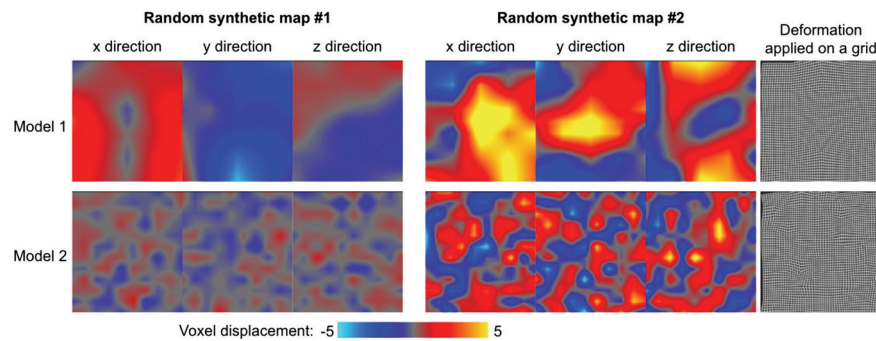 Random synthetic map #1
Random synthetic map #2
Deformation
applied on a grid
x direction
y direction
z direction
x direction
y direction
z direction
Model 1
Model 2
Voxel displacement: -5
5